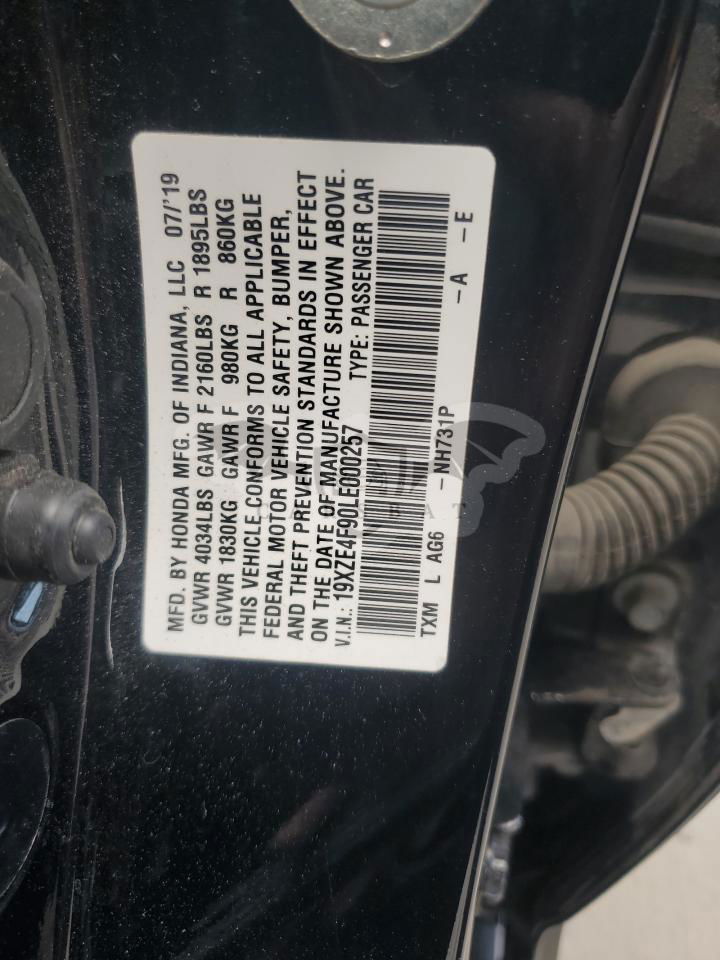 MFD. BY HONDA MFG. OF INDIANA, LLC 07/'19
GVWR 4034LBS GAWR F 2160LBS R 1895LBS
GVWR 1830KG GAWR F 980KG R 860KG
THIS VEHICLE CONFORMS TO ALL APPLICABLE
FEDERAL MOTOR VEHICLE SAFETY, BUMPER,
AND THEFT PREVENTION STANDARDS IN EFFECT
ON THE DATE OF MANUFACTURE SHOWN ABOVE.
V.I.N.: 19XZE4F90LE000257 TYPE: PASSENGER CAR
TXM L AG6 -NH731P -A -E